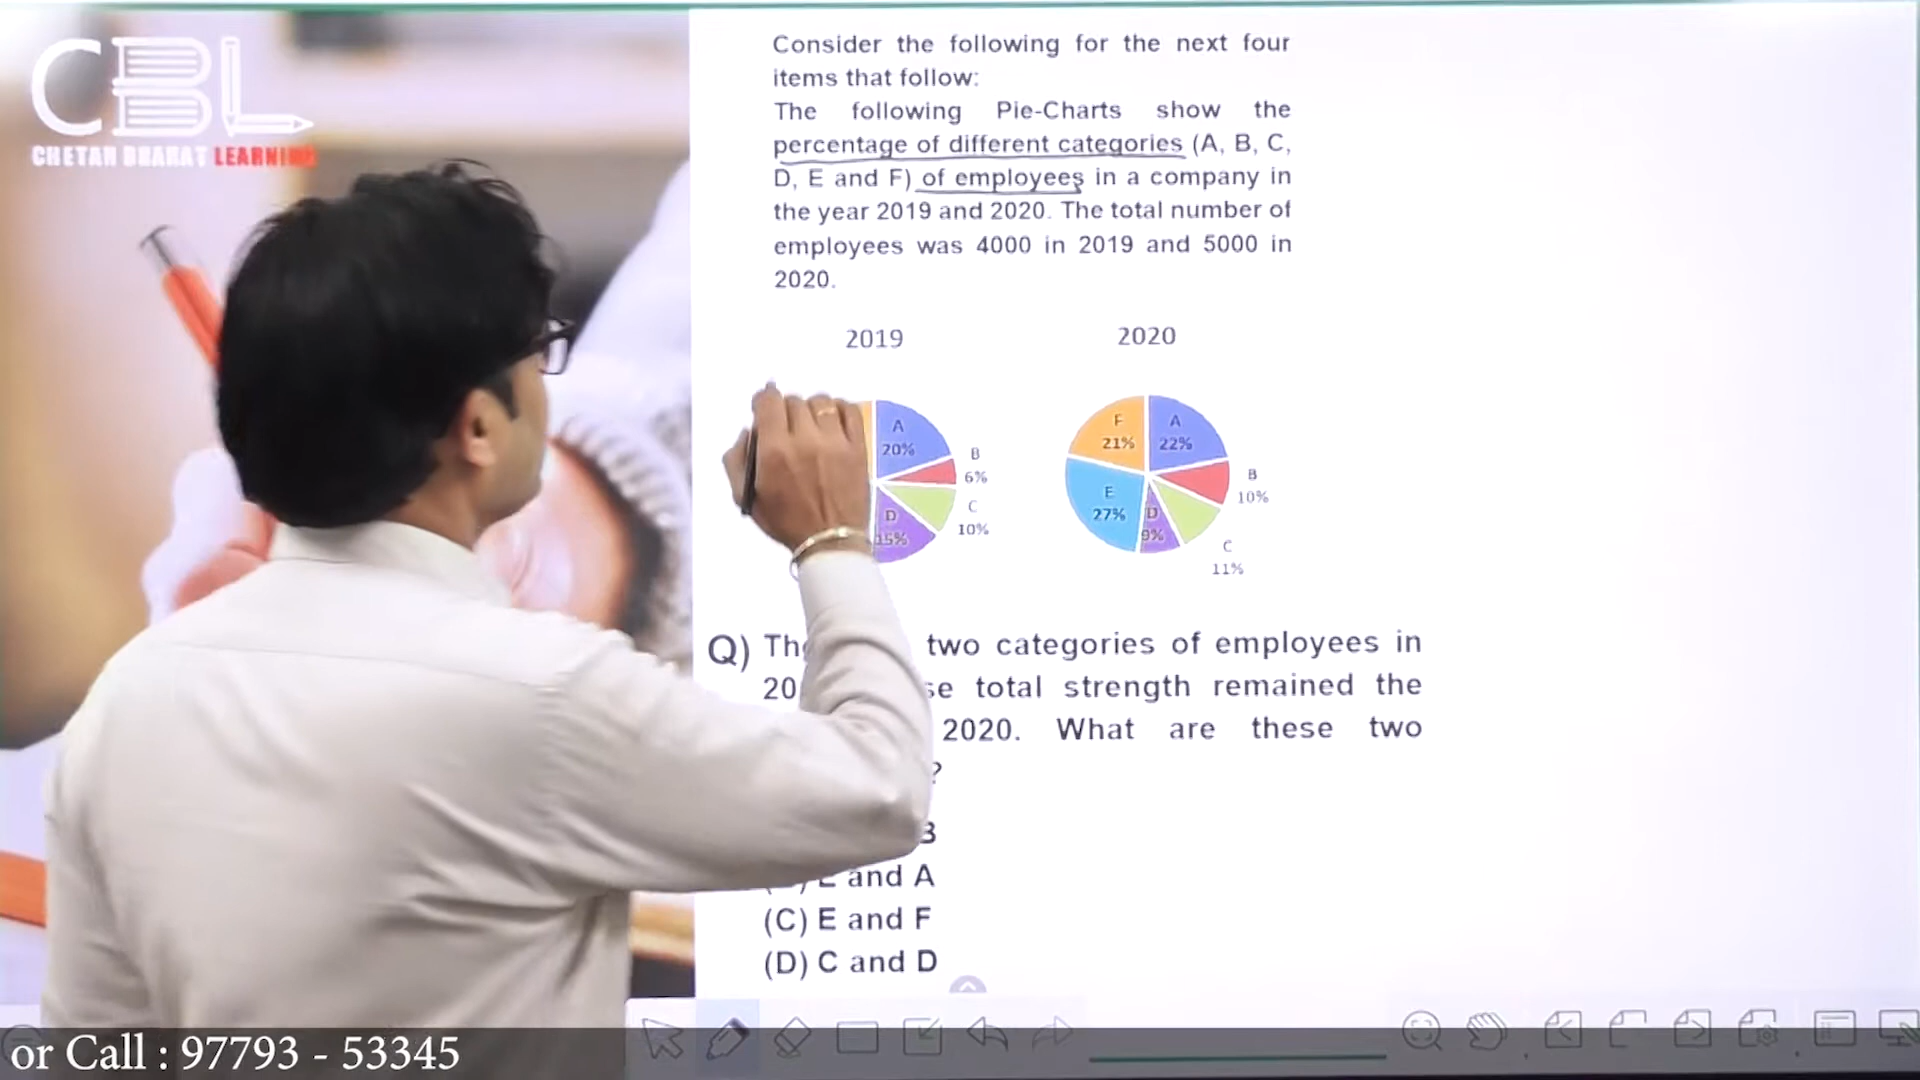 CBL
CHETAN BHARAT LEARNING
Consider the following for the next four
items that follow:
The following Pie-Charts show the
percentage of different categories (A, B, C,
D, E and F) of employees in a company in
the year 2019 and 2020. The total number of
employees was 4000 in 2019 and 5000 in
2020.
2019
2020
A
20%
B
6%
C
10%
D
15%
F
21%
A
22%
B
10%
E
27%
D
9%
C
11%
Q) two categories of employees in
total strength remained the
2020. What are these two
?
B
and A
(C) E and F
(D) C and D
or Call : 97793 - 53345